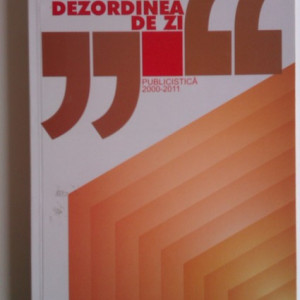 DEZORDINEA
DE ZI
PUBLICISTICĂ
2000-2011